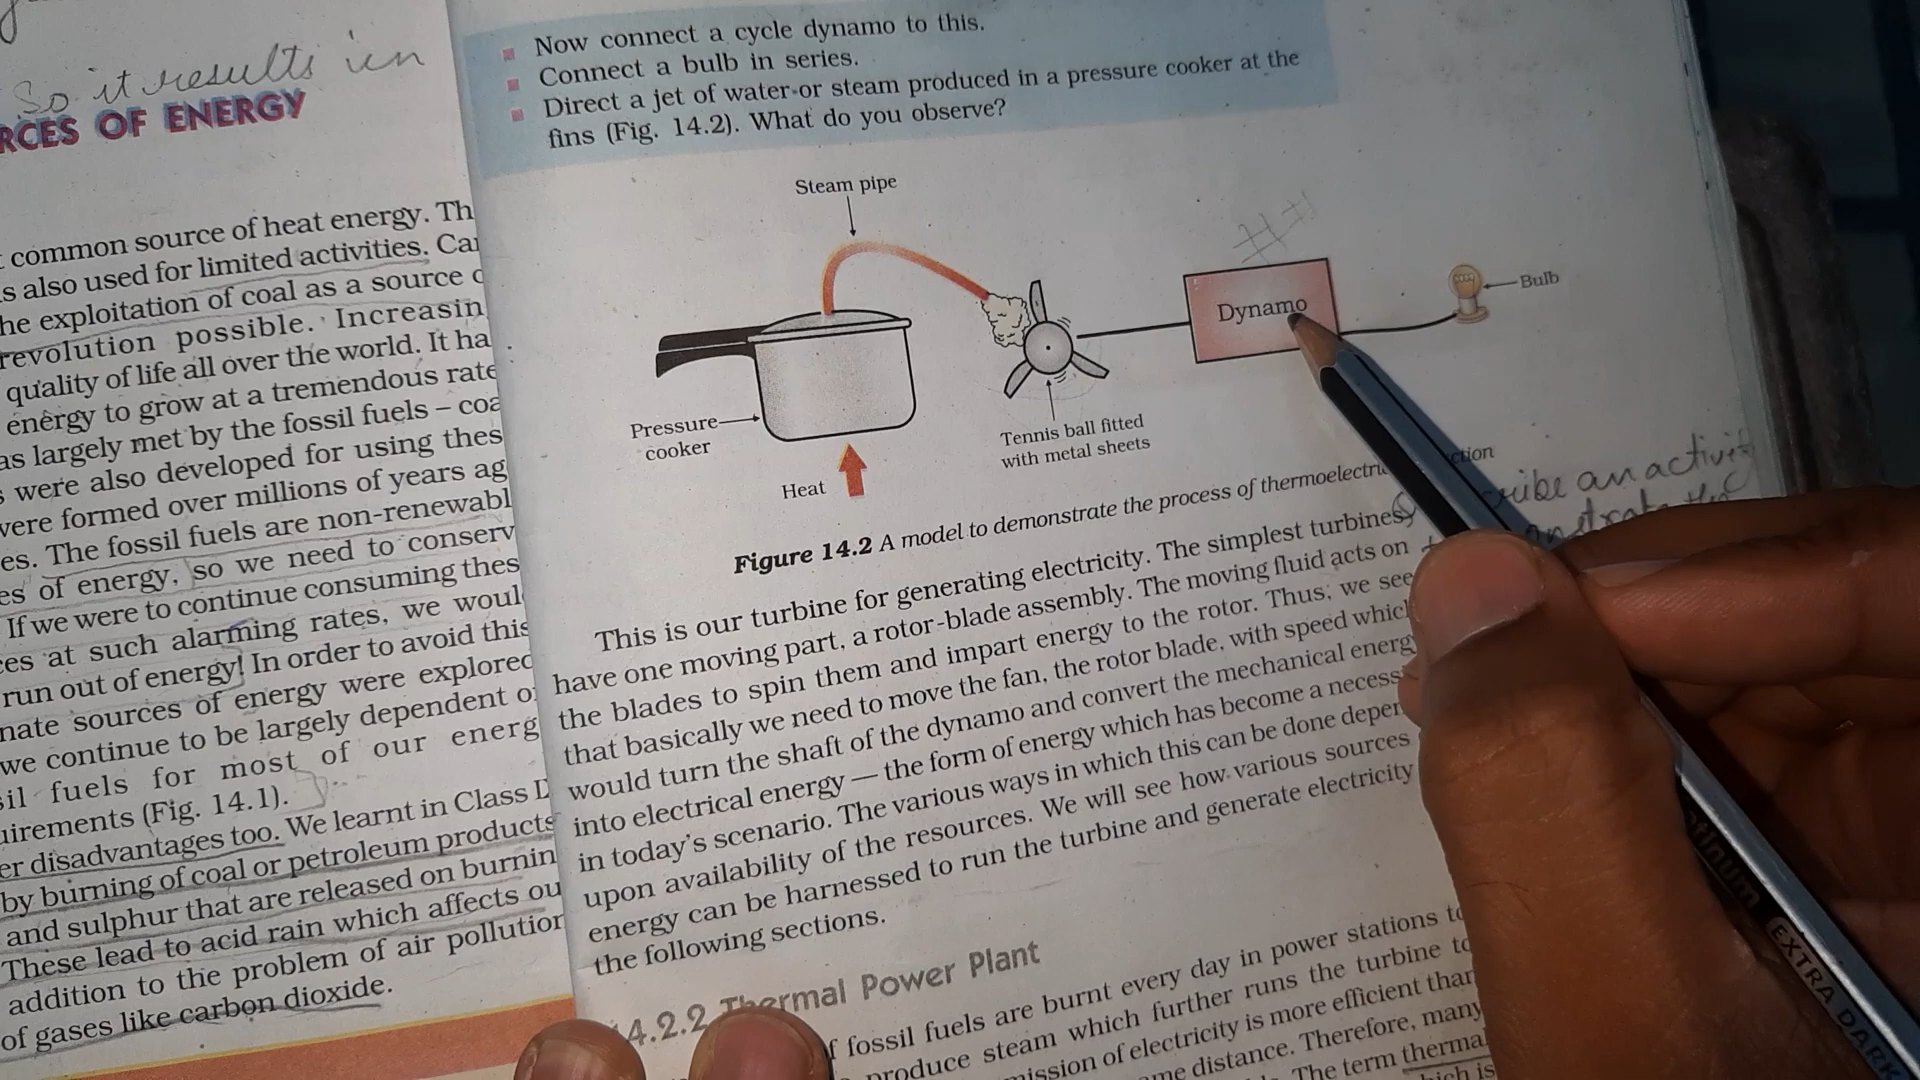 So it results in
RCES OF ENERGY
common source of heat energy. Th
s also used for limited activities. Ca
he exploitation of coal as a source
revolution possible. Increasin
quality of life all over the world. It ha
energy to grow at a tremendous rate
as largely met by the fossil fuels – coa
were also developed for using thes
were formed over millions of years ag
es. The fossil fuels are non-renewabl
es of energy, so we need to conserv
If we were to continue consuming thes
ces at such alarming rates, we woul
run out of energy! In order to avoid this
nate sources of energy were explored
we continue to be largely dependent o
sil fuels for most of our energ
uirements (Fig. 14.1).
er disadvantages too. We learnt in Class
by burning of coal or petroleum products
and sulphur that are released on burnin
These lead to acid rain which affects ou
addition to the problem of air pollution
of gases like carbon dioxide.
Now connect a cycle dynamo to this.
Connect a bulb in series.
Direct a jet of water or steam produced in a pressure cooker at the
fins (Fig. 14.2). What do you observe?
Steam pipe
Dynamo
Bulb
Pressure
cooker
Heat
Tennis ball fitted
with metal sheets
Figure 14.2 A model to demonstrate the process of thermoelectric ction
ribe an activi
This is our turbine for generating electricity. The simplest turbines
have one moving part, a rotor-blade assembly. The moving fluid acts on
the blades to spin them and impart energy to the rotor. Thus, we see
that basically we need to move the fan, the rotor blade, with speed which
would turn the shaft of the dynamo and convert the mechanical energ
into electrical energy — the form of energy which has become a necess
in today's scenario. The various ways in which this can be done depen
upon availability of the resources. We will see how various sources
energy can be harnessed to run the turbine and generate electricity
the following sections.
4.2.2 Thermal Power Plant
f fossil fuels are burnt every day in power stations to
produce steam which further runs the turbine to
mission of electricity is more efficient than
me distance. Therefore, many
The term thermal
hich is
tinum EXTRA DARK